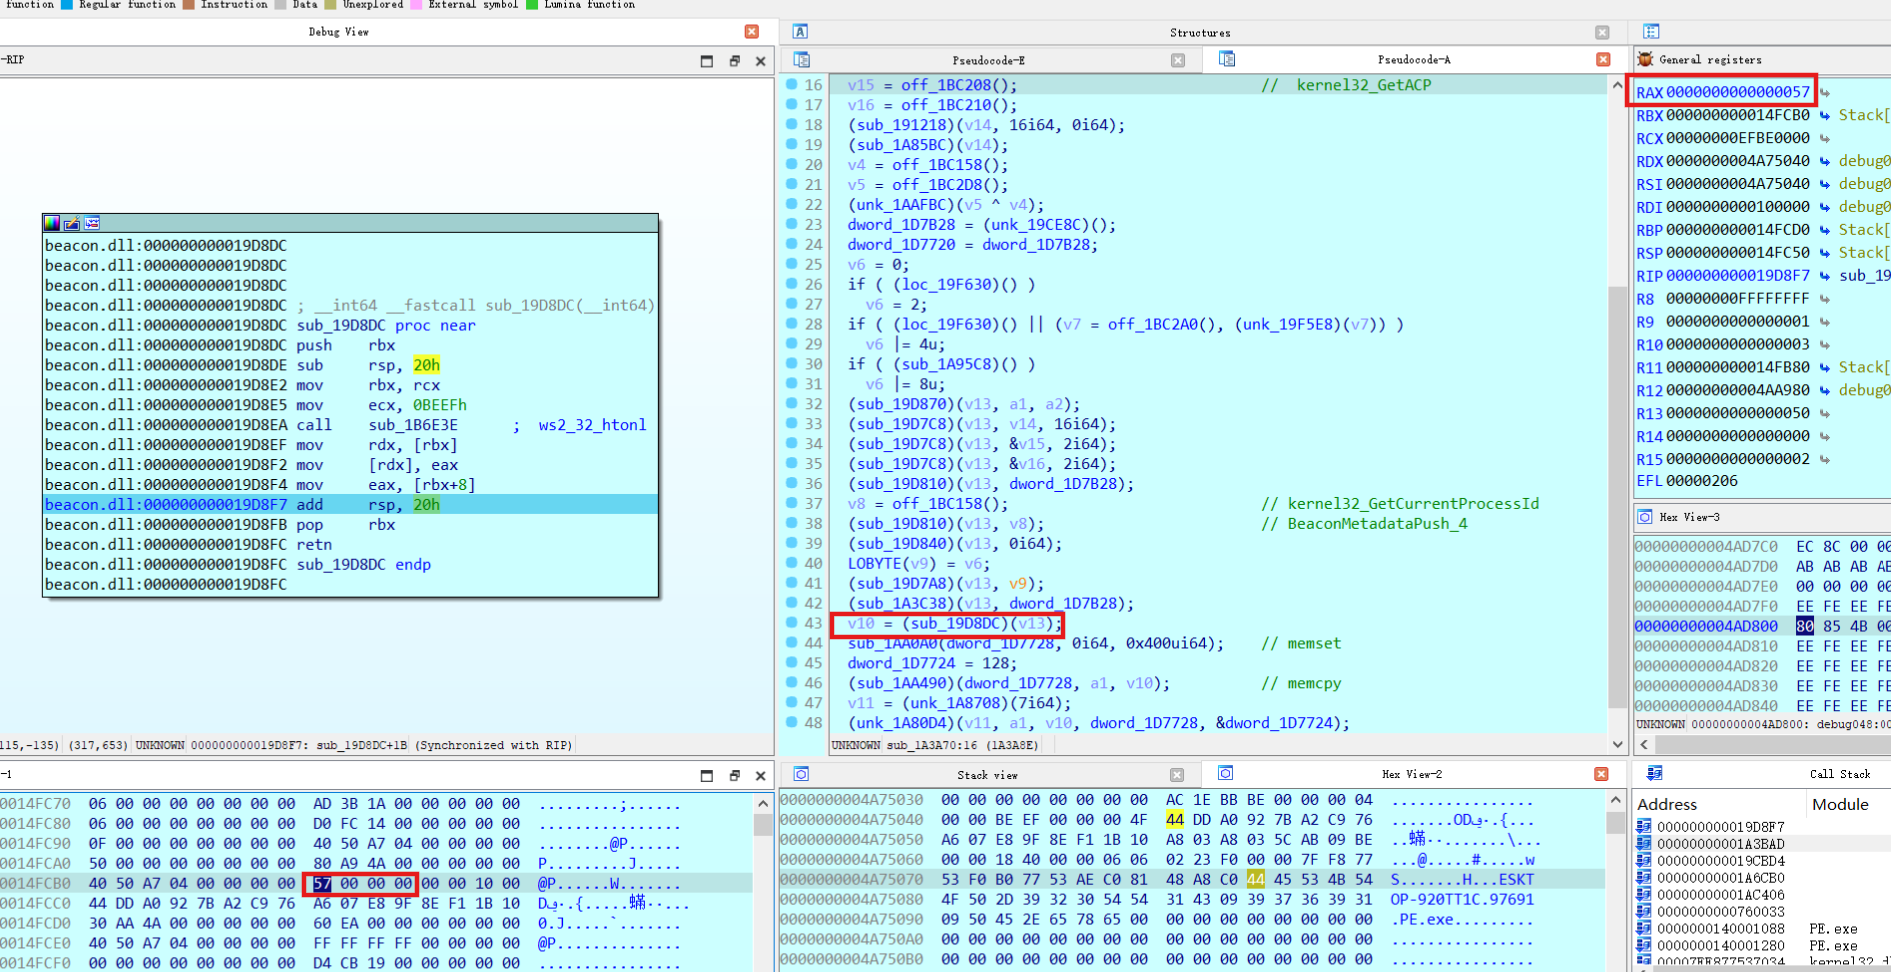 function Regular function Instruction Data Unexplored External symbol Lumina function
Debug View
-RIP
beacon.dll:000000000019D8DC
beacon.dll:000000000019D8DC
beacon.dll:000000000019D8DC
beacon.dll:000000000019D8DC ; __int64 __fastcall sub_19D8DC(__int64)
beacon.dll:000000000019D8DC sub_19D8DC proc near
beacon.dll:000000000019D8DC push rbx
beacon.dll:000000000019D8DE sub rsp, 20h
beacon.dll:000000000019D8E2 mov rbx, rcx
beacon.dll:000000000019D8E5 mov ecx, 0BEEFh
beacon.dll:000000000019D8EA call sub_1B6E3E ; ws2_32_htonl
beacon.dll:000000000019D8EF mov rdx, [rbx]
beacon.dll:000000000019D8F2 mov [rdx], eax
beacon.dll:000000000019D8F4 mov eax, [rbx+8]
beacon.dll:000000000019D8F7 add rsp, 20h
beacon.dll:000000000019D8FB pop rbx
beacon.dll:000000000019D8FC retn
beacon.dll:000000000019D8FC sub_19D8DC endp
beacon.dll:000000000019D8FC
115,-135) (317,653) UNKNOWN 000000000019D8F7: sub_19D8DC+1B (Synchronized with RIP)
Structures
Pseudocode-E
Pseudocode-A
16 v15 = off_1BC208(); // kernel32_GetACP
17 v16 = off_1BC210();
18 (sub_191218)(v14, 16i64, 0i64);
19 (sub_1A85BC)(v14);
20 v4 = off_1BC158();
21 v5 = off_1BC2D8();
22 (unk_1AAFBC)(v5 ^ v4);
23 dword_1D7B28 = (unk_19CE8C)();
24 dword_1D7720 = dword_1D7B28;
25 v6 = 0;
26 if ( (loc_19F630)() )
27 v6 = 2;
28 if ( (loc_19F630)() || (v7 = off_1BC2A0(), (unk_19F5E8)(v7)) )
29 v6 |= 4u;
30 if ( (sub_1A95C8)() )
31 v6 |= 8u;
32 (sub_19D870)(v13, a1, a2);
33 (sub_19D7C8)(v13, v14, 16i64);
34 (sub_19D7C8)(v13, &v15, 2i64);
35 (sub_19D7C8)(v13, &v16, 2i64);
36 (sub_19D810)(v13, dword_1D7B28);
37 v8 = off_1BC158(); // kernel32_GetCurrentProcessId
38 (sub_19D810)(v13, v8); // BeaconMetadataPush_4
39 (sub_19D840)(v13, 0i64);
40 LOBYTE(v9) = v6;
41 (sub_19D7A8)(v13, v9);
42 (sub_1A3C38)(v13, dword_1D7B28);
43 v10 = (sub_19D8DC)(v13);
44 sub_1AA0A0(dword_1D7728, 0i64, 0x400ui64); // memset
45 dword_1D7724 = 128;
46 (sub_1AA490)(dword_1D7728, a1, v10); // memcpy
47 v11 = (unk_1A8708)(7i64);
48 (unk_1A80D4)(v11, a1, v10, dword_1D7728, &dword_1D7724);
UNKNOWN sub_1A3A70:16 (1A3A8E)
General registers
RAX 0000000000000057
RBX 000000000014FCB0 Stack[
RCX 00000000EFBE0000
RDX 0000000004A75040 debug0
RSI 0000000004A75040 debug0
RDI 0000000000100000 debug0
RBP 000000000014FCD0 Stack[
RSP 000000000014FC50 Stack[
RIP 000000000019D8F7 sub_19
R8 00000000FFFFFFFF
R9 0000000000000001
R10 0000000000000003
R11 000000000014FB80 Stack[
R12 00000000004AA980 debug0
R13 0000000000000050
R14 0000000000000000
R15 0000000000000002
EFL 00000206
Hex View-3
00000000004AD7C0 EC 8C 00 00
00000000004AD7D0 AB AB AB AB
00000000004AD7E0 00 00 00 00
00000000004AD7F0 EE FE EE FE
00000000004AD800 80 85 4B 00
00000000004AD810 EE FE EE FE
00000000004AD820 EE FE EE FE
00000000004AD830 EE FE EE FE
00000000004AD840 EE FE EE FE
UNKNOWN 00000000004AD800: debug048:00
-1
0014FC70 06 00 00 00 00 00 00 00 AD 3B 1A 00 00 00 00 00 .........;......
0014FC80 06 00 00 00 00 00 00 00 D0 FC 14 00 00 00 00 00 ................
0014FC90 0F 00 00 00 00 00 00 00 40 50 A7 04 00 00 00 00 ........@P......
0014FCA0 50 00 00 00 00 00 00 00 80 A9 4A 00 00 00 00 00 P.........J.....
0014FCB0 40 50 A7 04 00 00 00 00 57 00 00 00 00 00 10 00 @P......W.......
0014FCC0 44 DD A0 92 7B A2 C9 76 A6 07 E8 9F 8E F1 1B 10
0014FCD0 30 AA 4A 00 00 00 00 00 60 EA 00 00 00 00 00 00 0.J.....`.......
0014FCE0 40 50 A7 04 00 00 00 00 FF FF FF FF 00 00 00 00 @P..............
0014FCF0 00 00 00 00 00 00 00 00 D4 CB 19 00 00 00 00 00 ................
Stack view
Hex View-2
0000000004A75030 00 00 00 00 00 00 00 00 AC 1E BB BE 00 00 00 04 ................
0000000004A75040 00 00 BE EF 00 00 00 4F 44 DD A0 92 7B A2 C9 76
0000000004A75050 A6 07 E8 9F 8E F1 1B 10 A8 03 A8 03 5C AB 09 BE
0000000004A75060 00 00 18 40 00 00 06 06 02 23 F0 00 00 7F F8 77 ...@.....#.....w
0000000004A75070 53 F0 B0 77 53 AE C0 81 48 A8 C0 44 45 53 4B 54 S.......H...ESKT
0000000004A75080 4F 50 2D 39 32 30 54 54 31 43 09 39 37 36 39 31 OP-920TT1C.97691
0000000004A75090 09 50 45 2E 65 78 65 00 00 00 00 00 00 00 00 00 .PE.exe.........
0000000004A750A0 00 00 00 00 00 00 00 00 00 00 00 00 00 00 00 00 ................
0000000004A750B0 00 00 00 00 00 00 00 00 00 00 00 00 00 00 00 00 ................
Call Stack
Address Module
000000000019D8F7
00000000001A3BAD
000000000019CBD4
00000000001A6CB0
00000000001AC406
0000000000760033
0000000140001088 PE.exe
0000000140001280 PE.exe
00007FFF877537034 kernel32.d